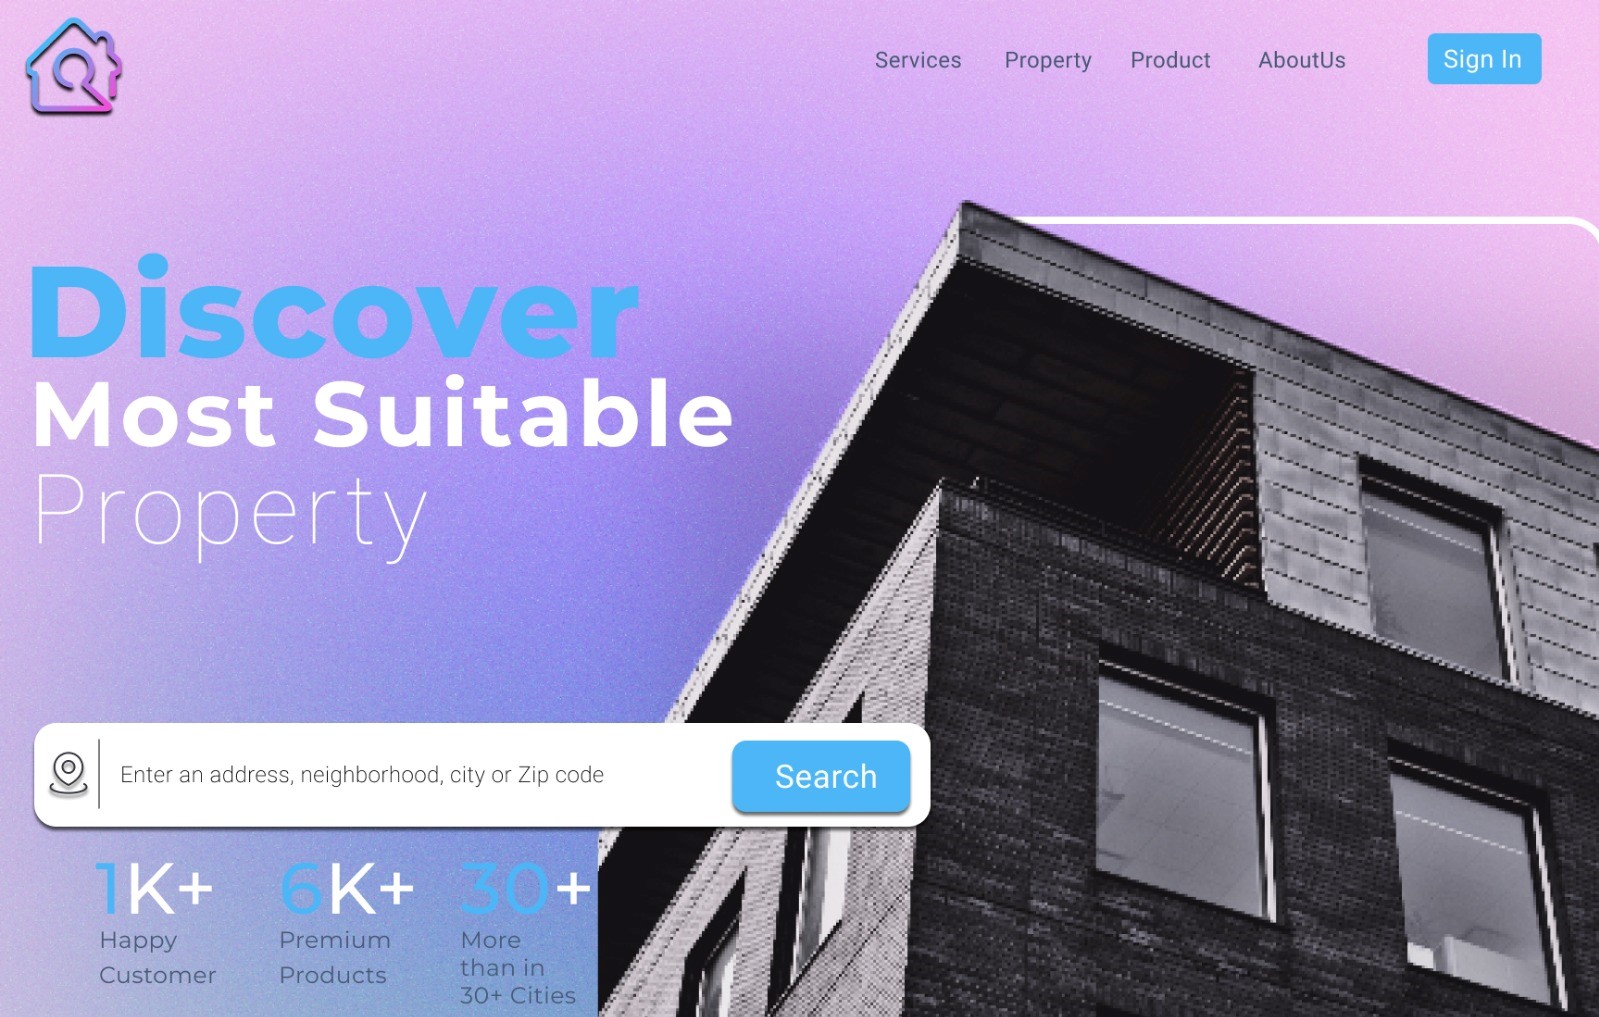 Services Property Product AboutUs Sign In
Discover
Most Suitable
Property
Enter an address, neighborhood, city or Zip code Search
1K+ 6K+ 30+
Happy Premium More
Customer Products than in
30+ Cities